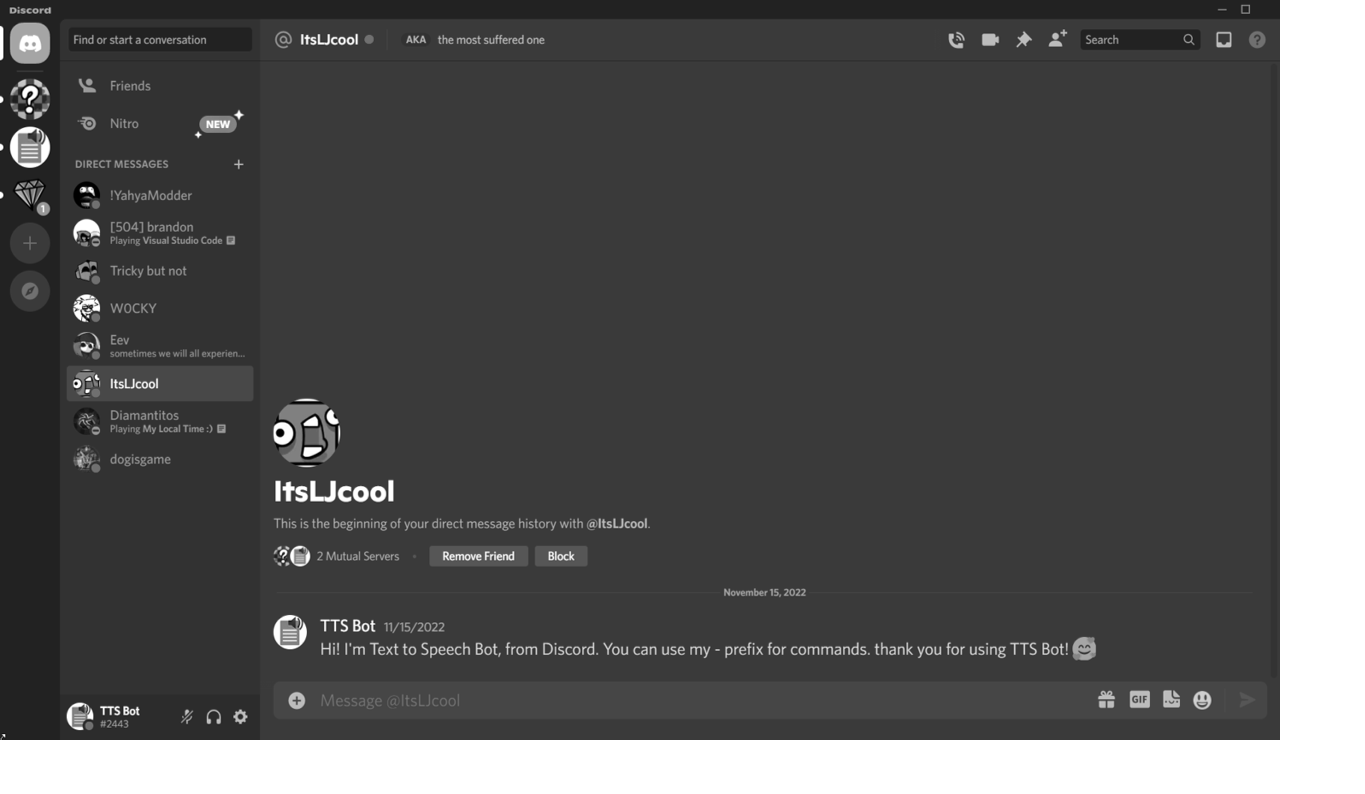 Discord
Find or start a conversation
@ ItsLJcool
AKA the most suffered one
Search
Friends
Nitro
NEW
DIRECT MESSAGES
!YahyaModder
[504] brandon
Playing Visual Studio Code
Tricky but not
1
W0CKY
Eev
sometimes we will all experien...
ItsLJcool
Diamantitos
Playing My Local Time :)
dogisgame
ItsLJcool
This is the beginning of your direct message history with @ItsLJcool.
2 Mutual Servers
Remove Friend
Block
November 15, 2022
TTS Bot 11/15/2022
Hi! I'm Text to Speech Bot, from Discord. You can use my - prefix for commands. thank you for using TTS Bot!
Message @ItsLJcool
GIF
TTS Bot
#2443